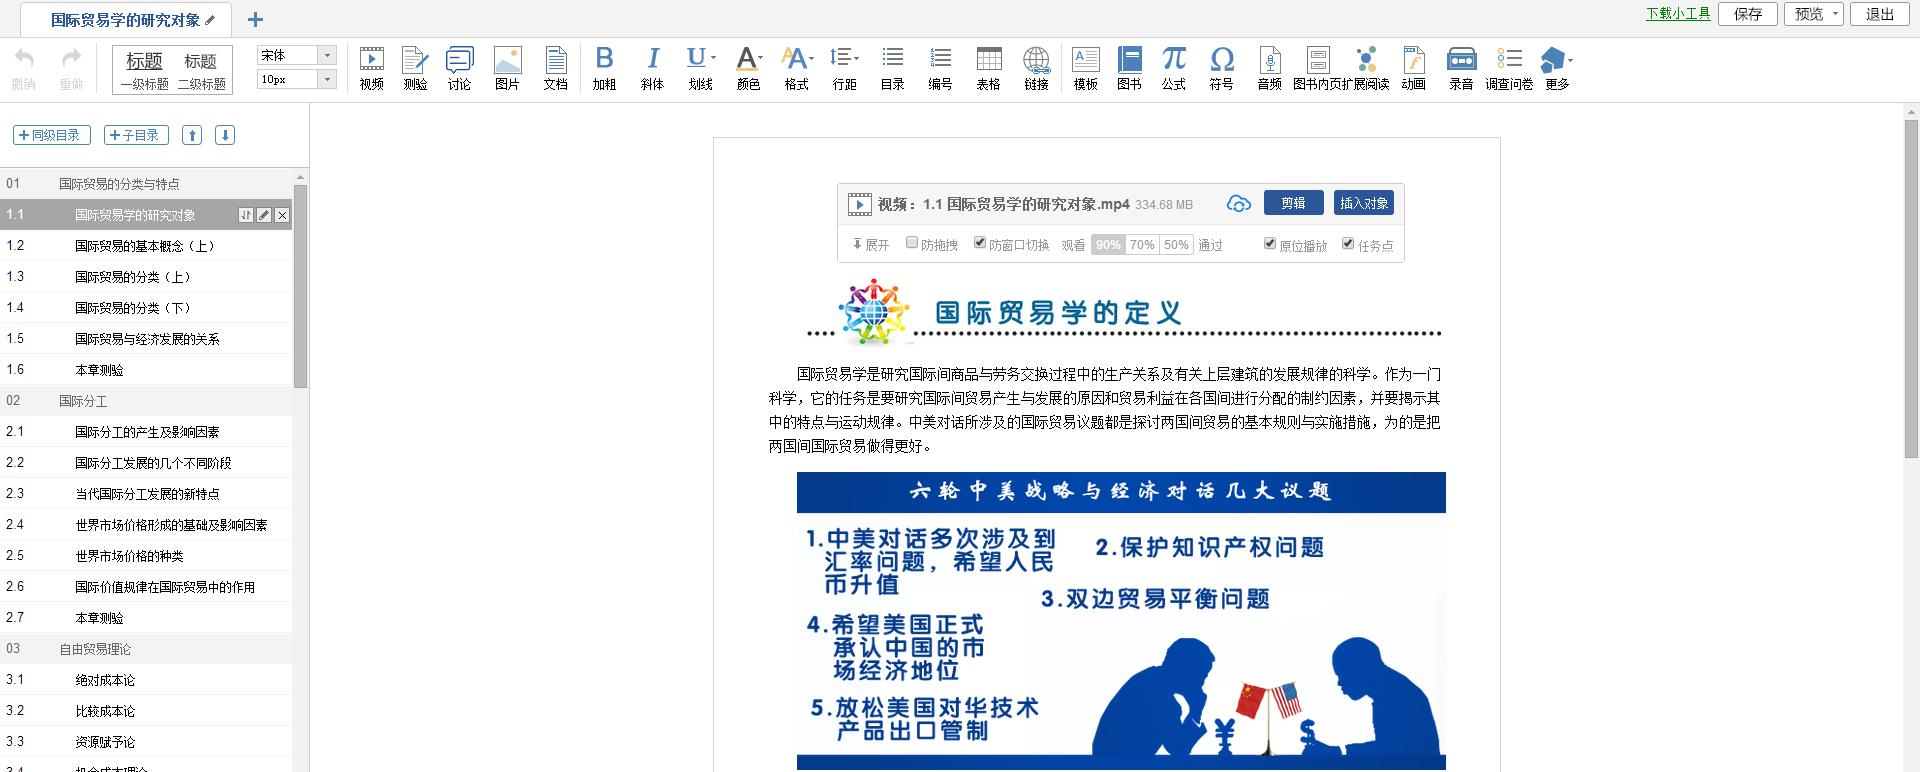 国际贸易学的研究对象
下载小工具
保存
预览
退出
撤销
重做
标题
一级标题
标题
二级标题
宋体
10px
视频
测验
讨论
图片
文档
B
加粗
I
斜体
U
划线
A
颜色
AA
格式
行距
目录
编号
表格
链接
模板
图书
π
公式
Ω
符号
音频
图书内页
扩展阅读
动画
录音
调查问卷
更多
+同级目录
+子目录
01 国际贸易的分类与特点
1.1 国际贸易学的研究对象
1.2 国际贸易的基本概念（上）
1.3 国际贸易的分类（上）
1.4 国际贸易的分类（下）
1.5 国际贸易与经济发展的关系
1.6 本章测验
02 国际分工
2.1 国际分工的产生及影响因素
2.2 国际分工发展的几个不同阶段
2.3 当代国际分工发展的新特点
2.4 世界市场价格形成的基础及影响因素
2.5 世界市场价格的种类
2.6 国际价值规律在国际贸易中的作用
2.7 本章测验
03 自由贸易理论
3.1 绝对成本论
3.2 比较成本论
3.3 资源赋予论
视频：1.1 国际贸易学的研究对象.mp4 334.68 MB
剪辑
插入对象
展开 防拖拽 防窗口切换 观看 90% 70% 50% 通过 原位播放 任务点
国际贸易学的定义
国际贸易学是研究国际间商品与劳务交换过程中的生产关系及有关上层建筑的发展规律的科学。作为一门
科学，它的任务是要研究国际间贸易产生与发展的原因和贸易利益在各国间进行分配的制约因素，并要揭示其
中的特点与运动规律。中美对话所涉及的国际贸易议题都是探讨两国间贸易的基本规则与实施措施，为的是把
两国间国际贸易做得更好。
六轮中美战略与经济对话几大议题
1.中美对话多次涉及到
汇率问题，希望人民
币升值
2.保护知识产权问题
3.双边贸易平衡问题
4.希望美国正式
承认中国的市
场经济地位
5.放松美国对华技术
产品出口管制
¥
$